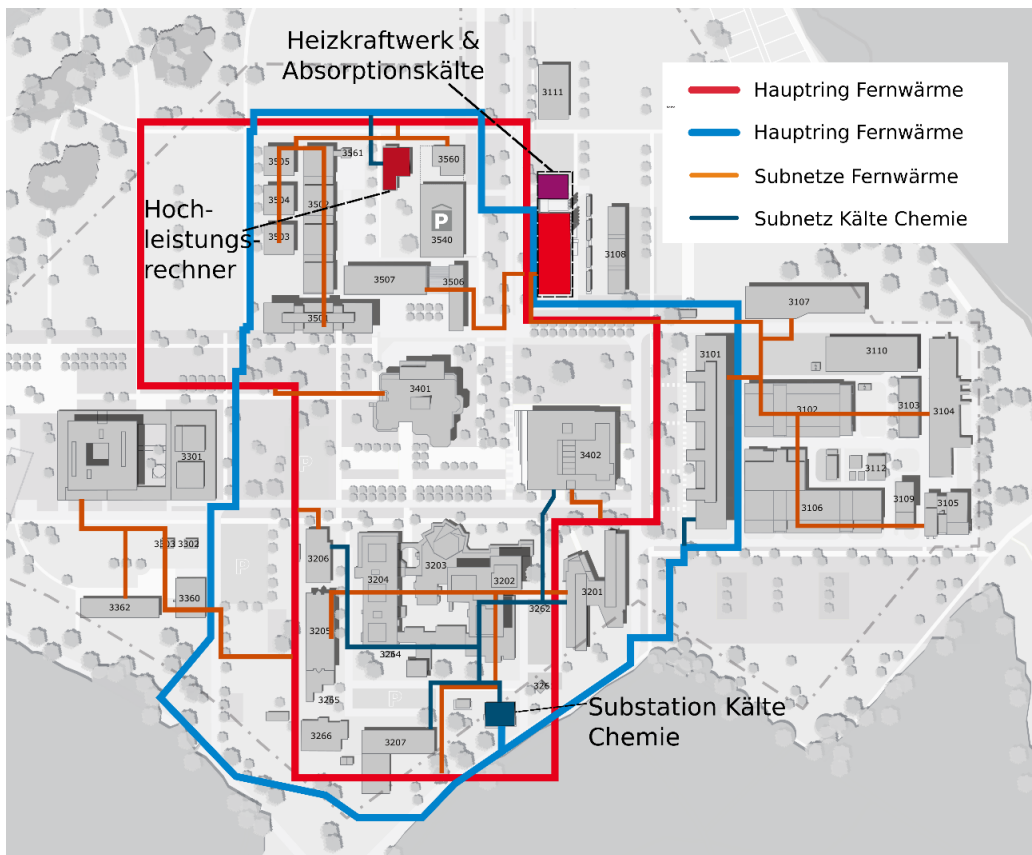 Heizkraftwerk &
Absorptionskälte
3111
Hauptring Fernwärme
Hauptring Fernwärme
Subnetze Fernwärme
Subnetz Kälte Chemie
3561
3505
3560
3504
3502
Hoch-
leistungs-
rechner
3503
P
3540
3108
3507
3506
3107
3501
3101
3110
3401
3102
3103
3104
3402
3301
3112
3109
3105
3106
P
3303
3302
3206
3204
3203
3202
P
3201
3362
3360
3262
3205
3264
3265
326
P
Substation Kälte
Chemie
3266
3207